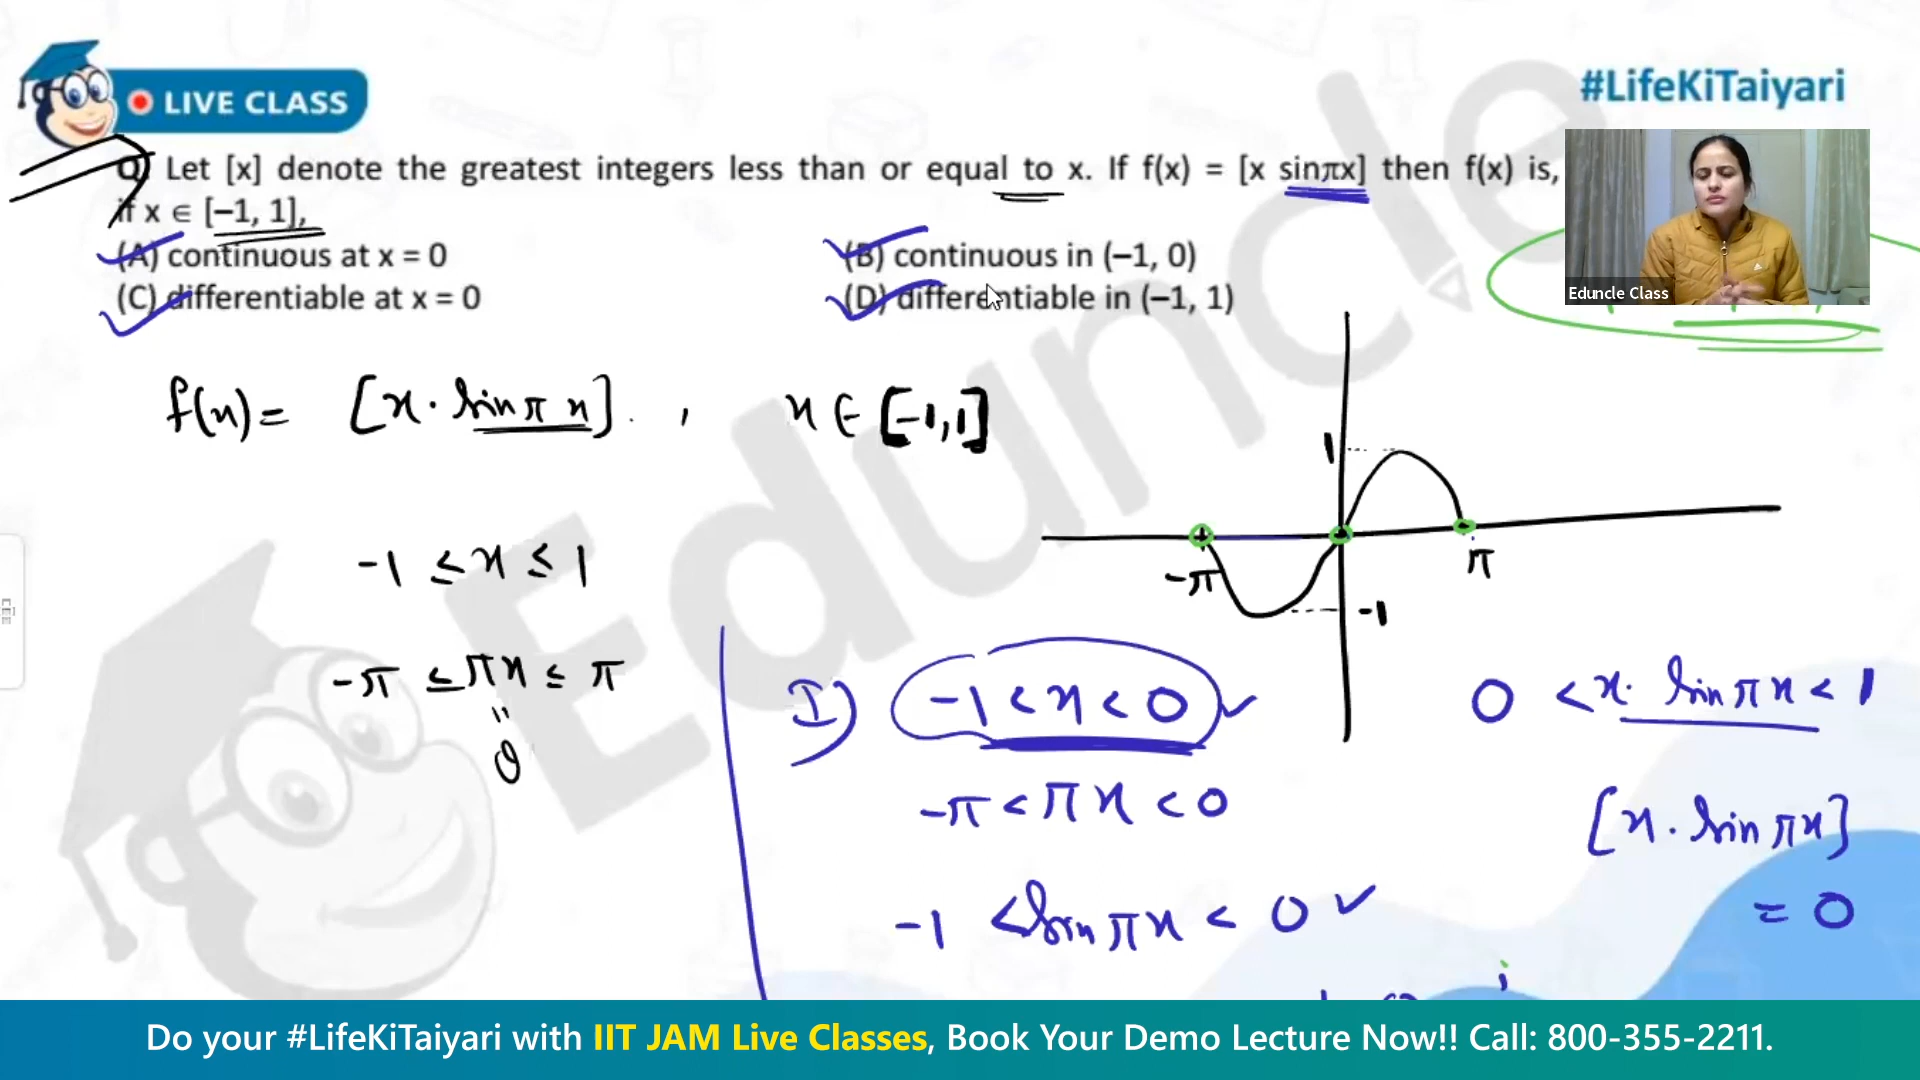 LIVE CLASS
#LifeKiTaiyari
Q) Let [x] denote the greatest integers less than or equal to x. If f(x) = [x sinπx] then f(x) is,
if x ∈ [–1, 1],
(A) continuous at x = 0
(B) continuous in (–1, 0)
(C) differentiable at x = 0
(D) differentiable in (–1, 1)
Eduncle Class
f(x) = [x · sin π x] . , x ∈ [-1,1]
1
-π
π
-1
-1 ≤ x ≤ 1
-π ≤ πx ≤ π
"
θ
I) -1 < x < 0
0 < x · sin πx < 1
-π < πx < 0
[x · sin πx]
-1 < sin πx < 0
= 0
Eduncle
Do your #LifeKiTaiyari with IIT JAM Live Classes, Book Your Demo Lecture Now!! Call: 800-355-2211.